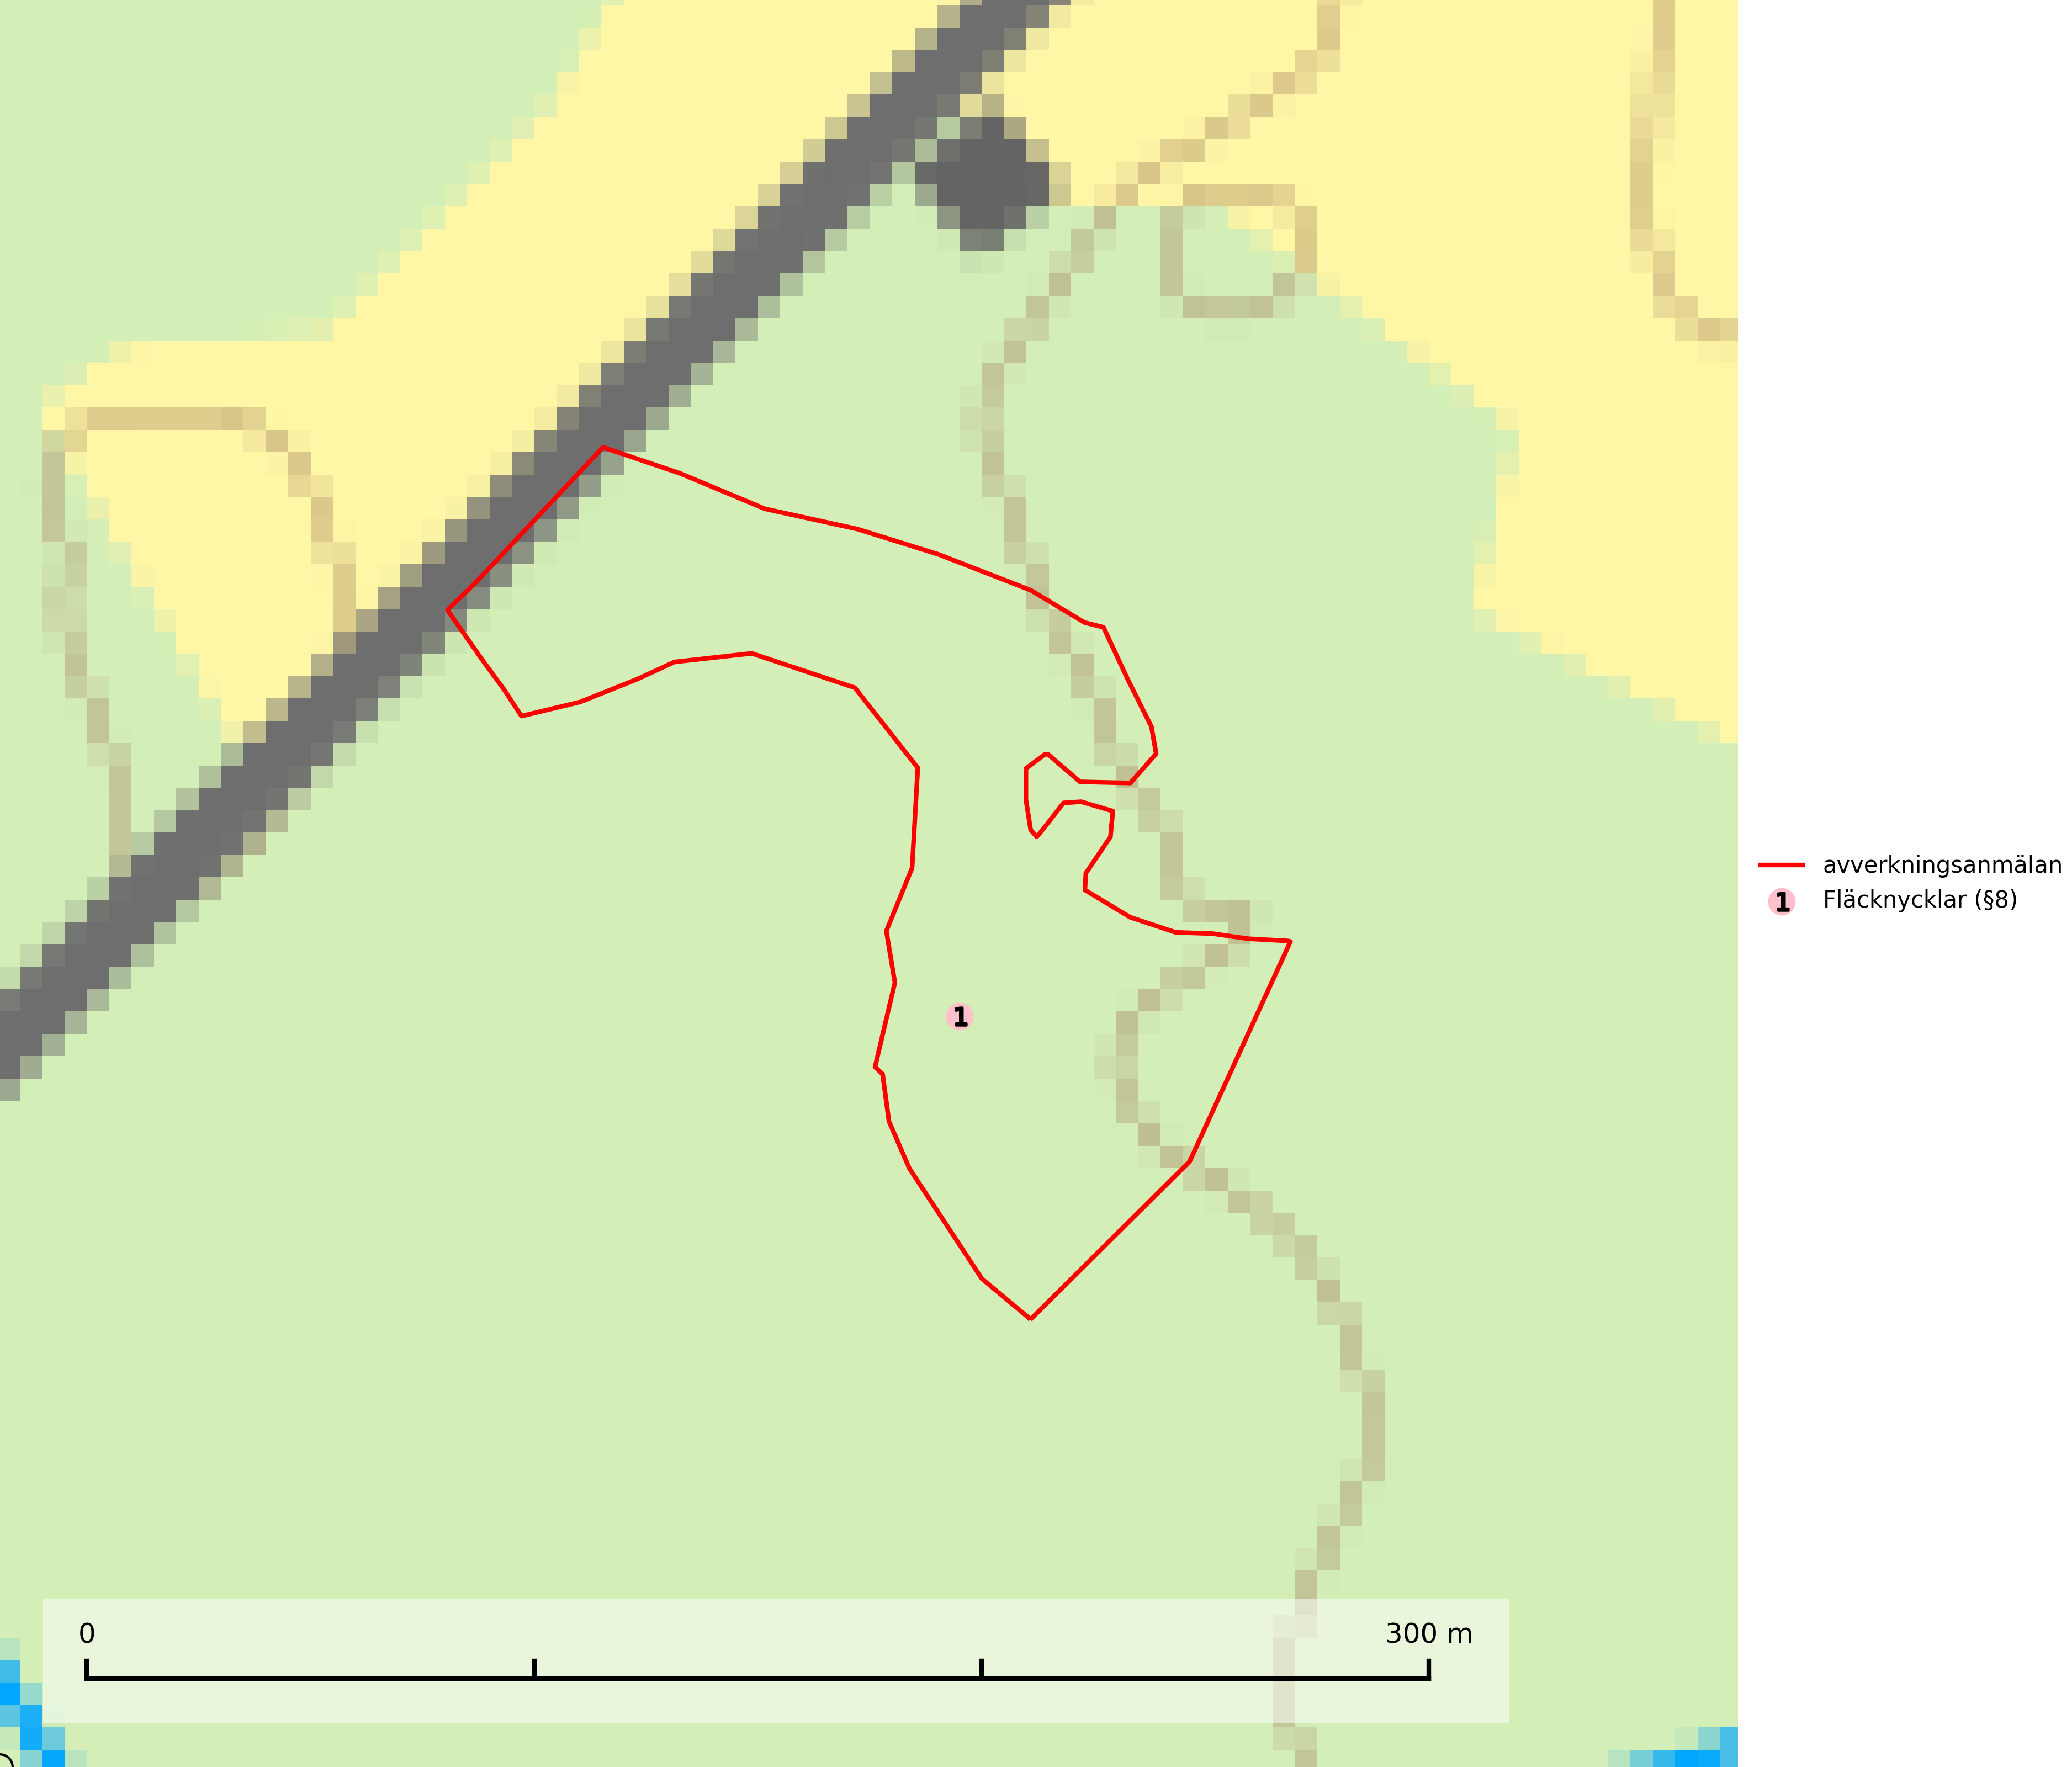 avverkningsanmälan
1 Fläcknycklar (§8)
1
0 300 m